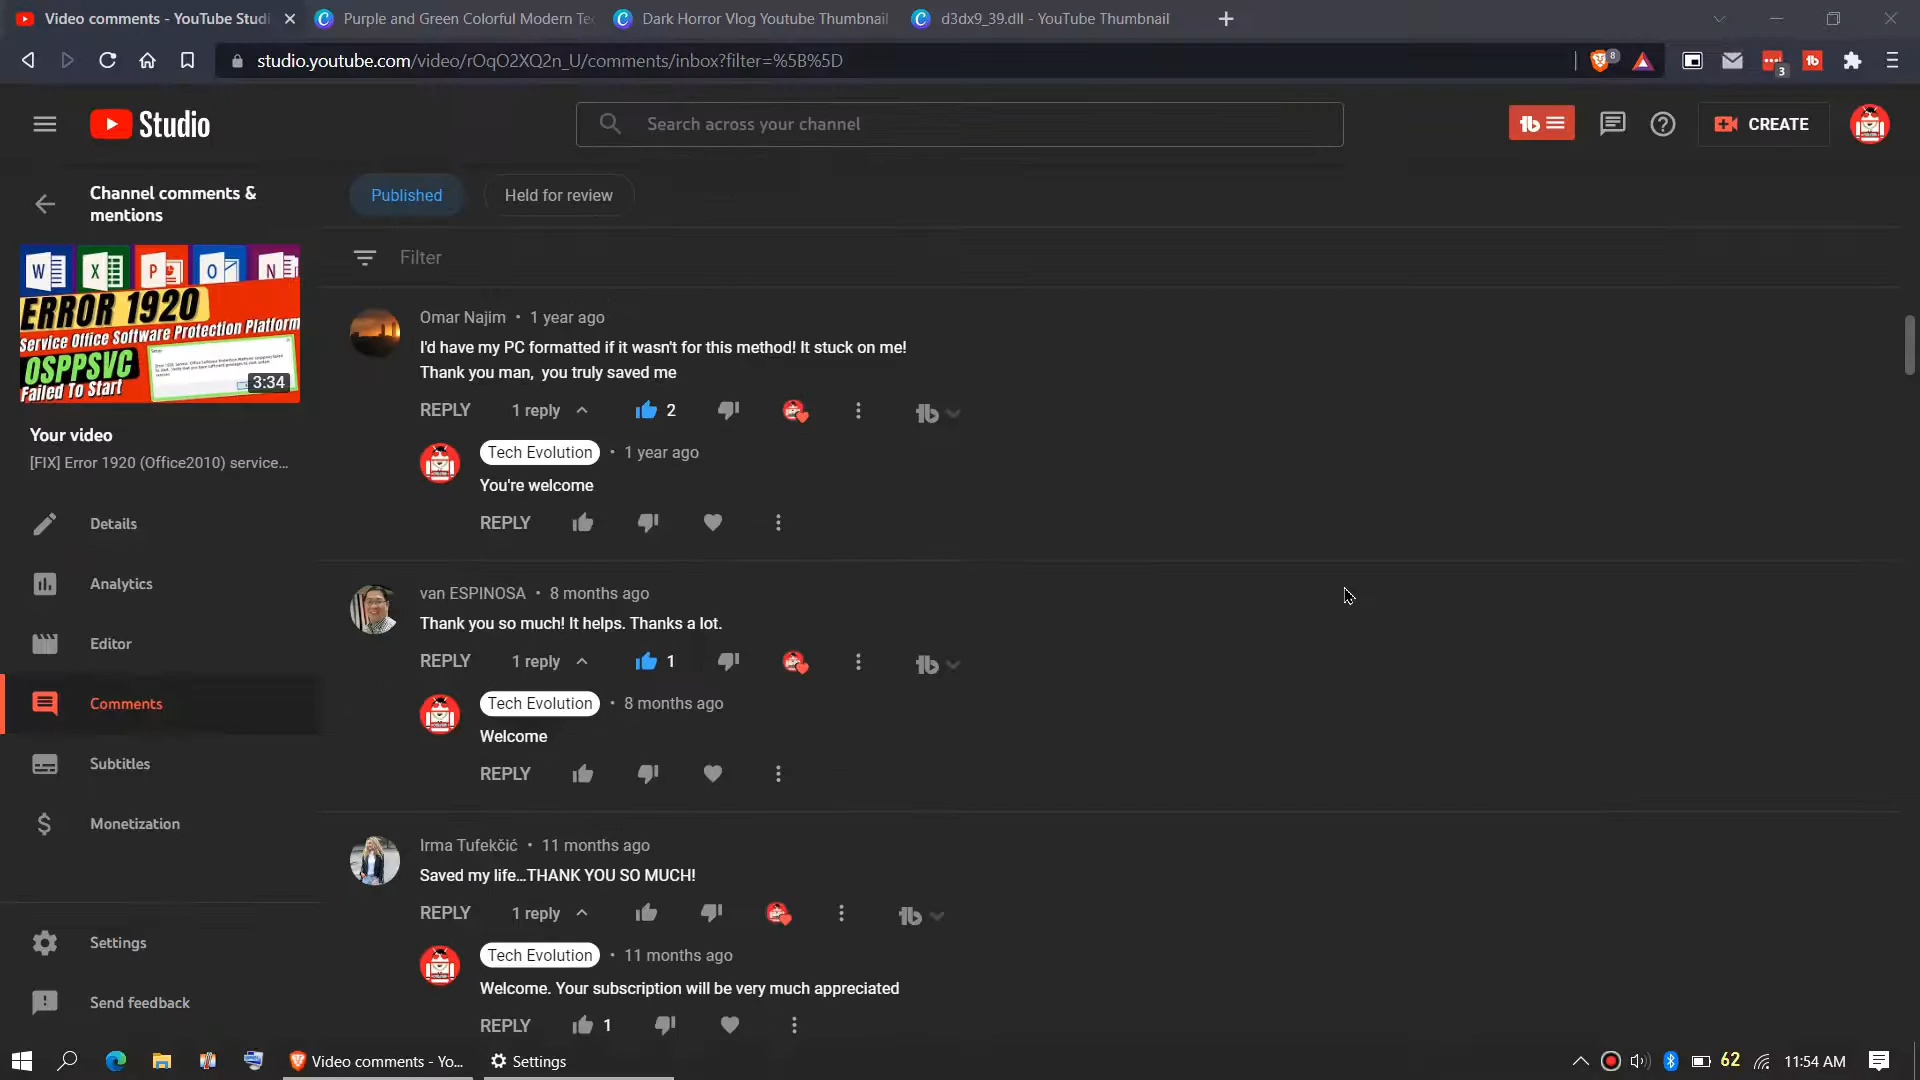 Video comments - YouTube Studi
Purple and Green Colorful Modern Te
Dark Horror Vlog Youtube Thumbnail
d3dx9_39.dll - YouTube Thumbnail
studio.youtube.com/video/rOqO2XQ2n_U/comments/inbox?filter=%5B%5D
8
3
tb
Studio
Search across your channel
tb
CREATE
Channel comments &
mentions
W X P O N
ERROR 1920
Service Office Software Protection Platform
OSPPSVC
Failed To Start
3:34
Your video
[FIX] Error 1920 (Office2010) service...
Details
Analytics
Editor
Comments
Subtitles
Monetization
Settings
Send feedback
Published
Held for review
Filter
Omar Najim • 1 year ago
I'd have my PC formatted if it wasn't for this method! It stuck on me!
Thank you man,  you truly saved me
REPLY 1 reply 2 tb
Tech Evolution • 1 year ago
You're welcome
REPLY
van ESPINOSA • 8 months ago
Thank you so much! It helps. Thanks a lot.
REPLY 1 reply 1 tb
Tech Evolution • 8 months ago
Welcome
REPLY
Irma Tufekčić • 11 months ago
Saved my life...THANK YOU SO MUCH!
REPLY 1 reply tb
Tech Evolution • 11 months ago
Welcome. Your subscription will be very much appreciated
REPLY 1
Video comments - Yo...
Settings
62
11:54 AM